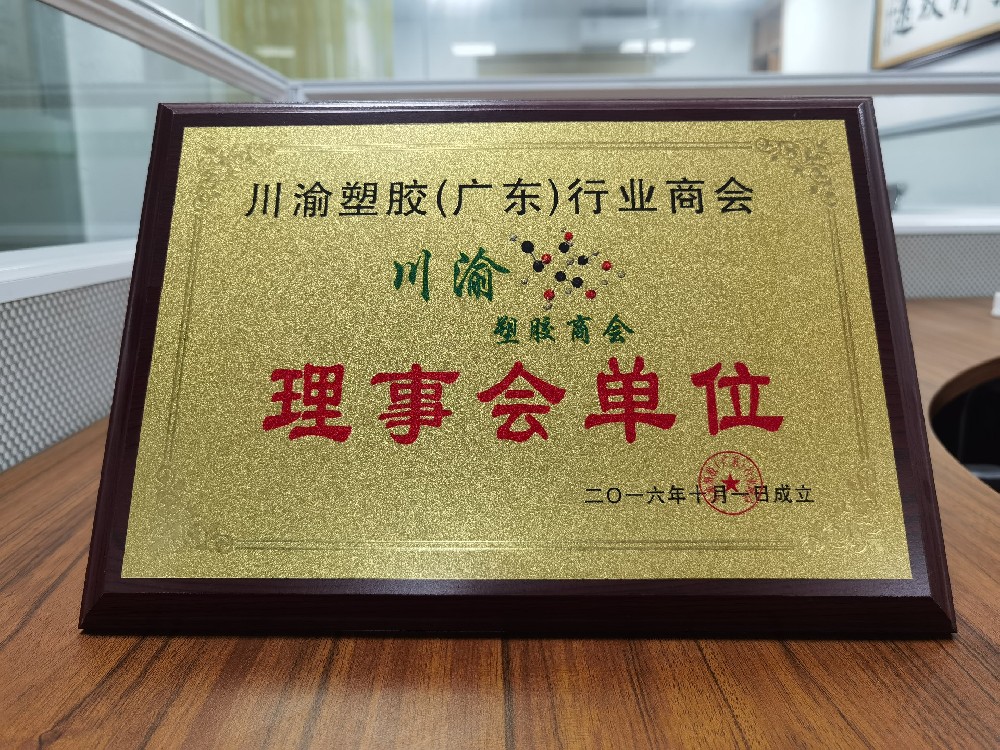 川渝塑胶(广东)行业商会
川渝
塑胶商会
理事会单位
二〇一六年十月一日成立